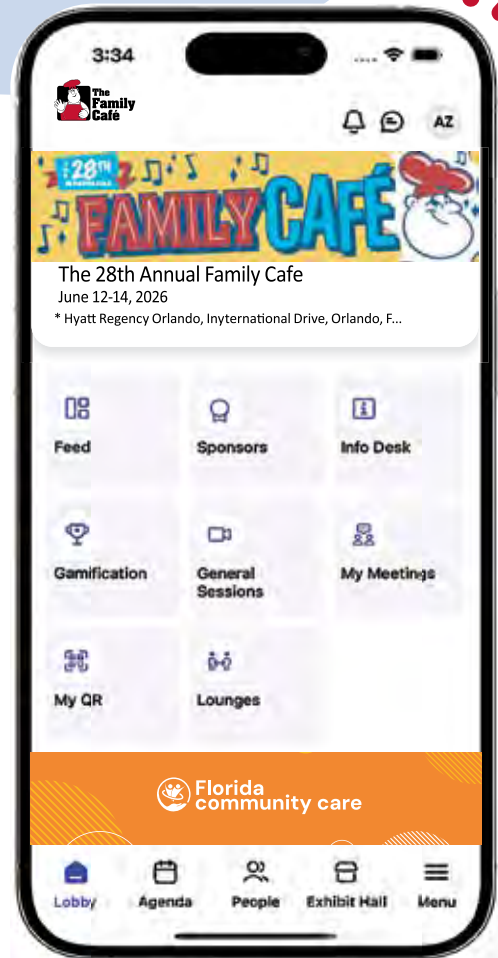 3:34
The
Family
Café
AZ
28TH
FAMILY CAFÉ
The 28th Annual Family Cafe
June 12-14, 2026
* Hyatt Regency Orlando, Inyternational Drive, Orlando, F...
Feed
Sponsors
Info Desk
Gamification
General
Sessions
My Meetings
My QR
Lounges
Florida
community care
Lobby
Agenda
People
Exhibit Hall
Menu